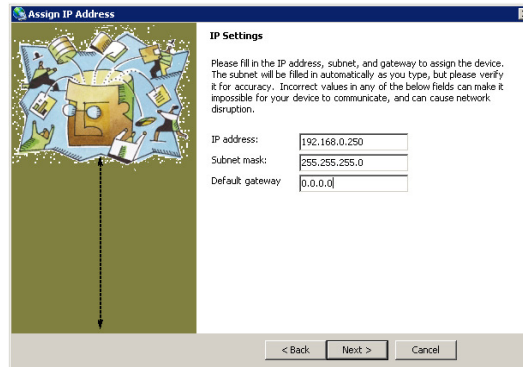 Assign IP Address
IP Settings
Please fill in the IP address, subnet, and gateway to assign the device.
The subnet will be filled in automatically as you type, but please verify
it for accuracy. Incorrect values in any of the below fields can make it
impossible for your device to communicate, and can cause network
disruption.
IP address: 192.168.0.250
Subnet mask: 255.255.255.0
Default gateway 0.0.0.0
< Back Next > Cancel